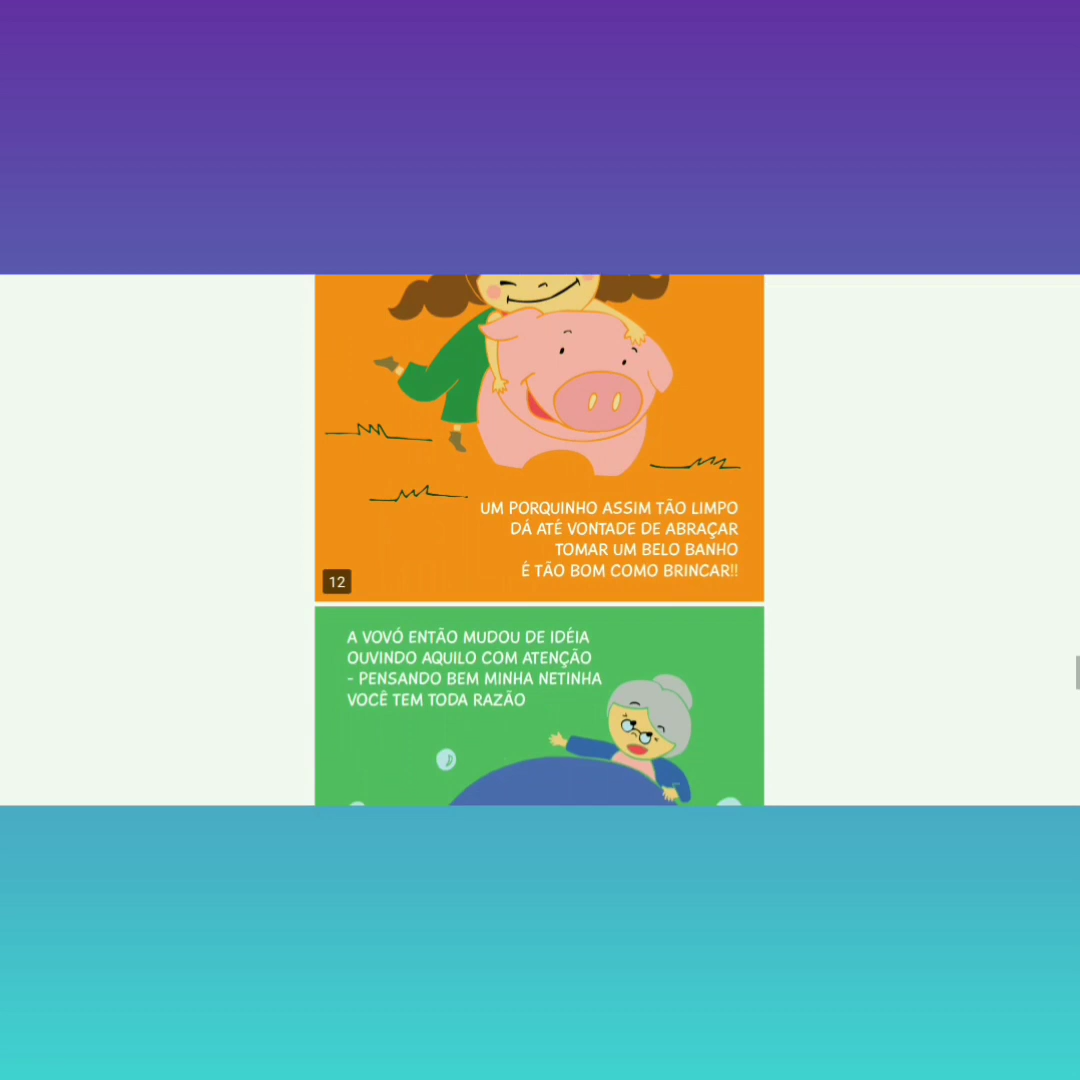 UM PORQUINHO ASSIM TÃO LIMPO
DÁ ATÉ VONTADE DE ABRAÇAR
TOMAR UM BELO BANHO
É TÃO BOM COMO BRINCAR!!
12
A VOVÓ ENTÃO MUDOU DE IDÉIA
OUVINDO AQUILO COM ATENÇÃO
- PENSANDO BEM MINHA NETINHA
VOCÊ TEM TODA RAZÃO